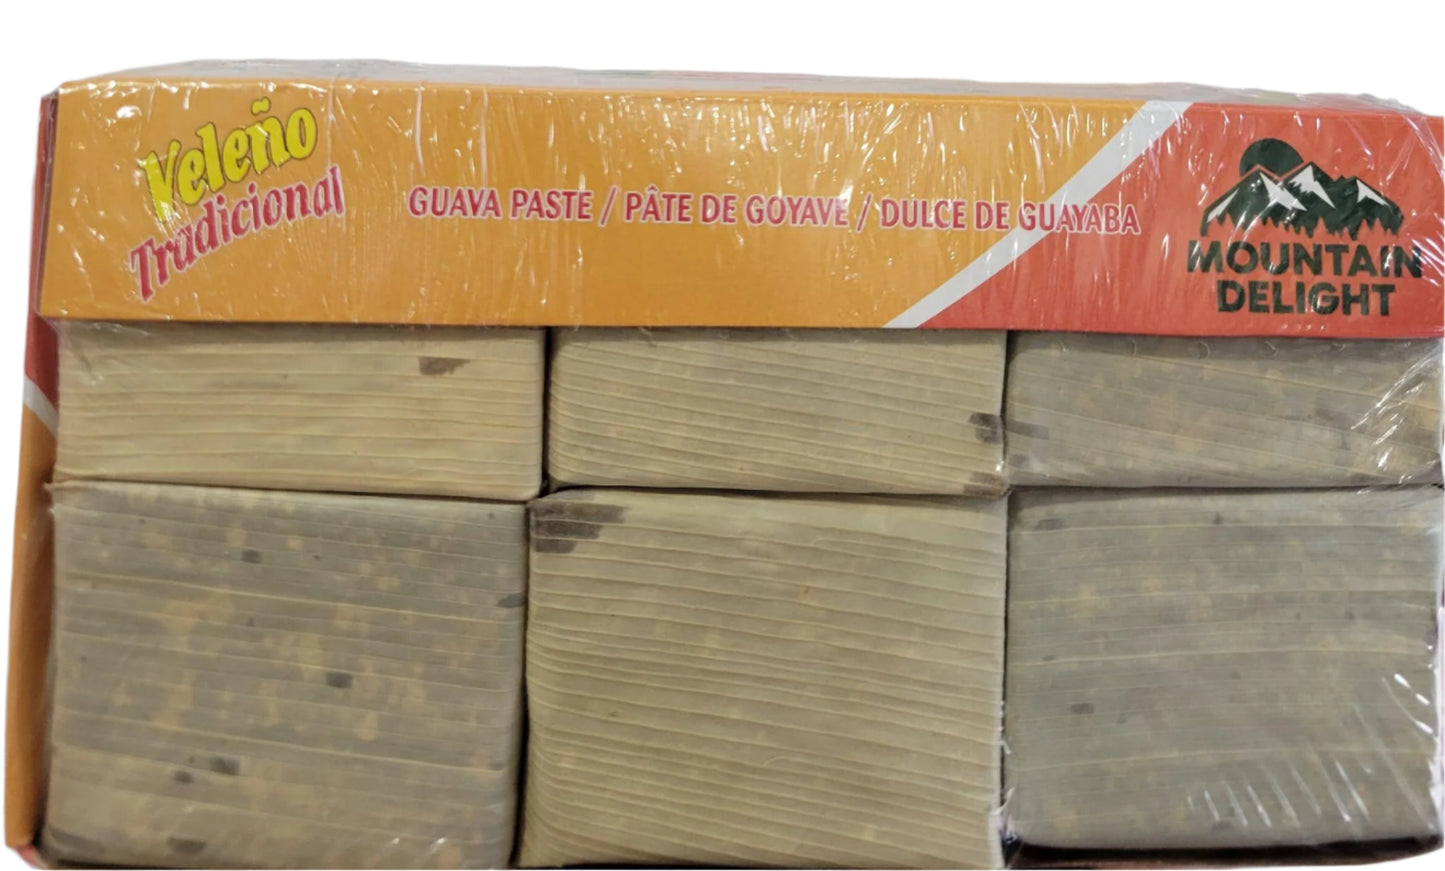 Veleño
Tradicional
GUAVA PASTE / PÂTE DE GOYAVE / DULCE DE GUAYABA
MOUNTAIN
DELIGHT